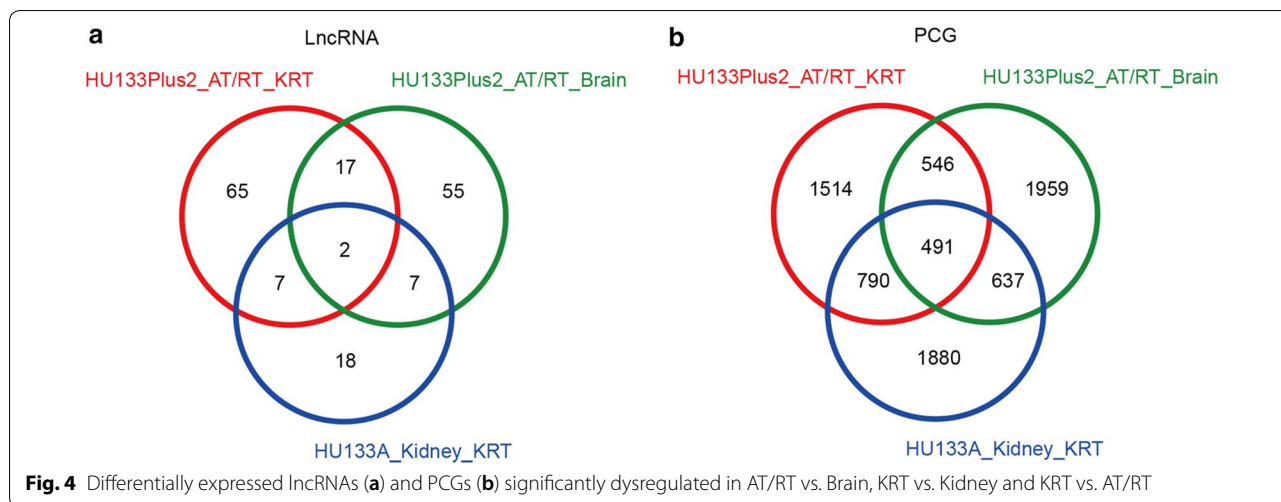 a
LncRNA
HU133Plus2_AT/RT_KRT
HU133Plus2_AT/RT_Brain
17
65
55
2
7
7
18
HU133A_Kidney_KRT
b
PCG
HU133Plus2_AT/RT_KRT
HU133Plus2_AT/RT_Brain
546
1514
1959
491
790
637
1880
HU133A_Kidney_KRT
Fig. 4 Differentially expressed lncRNAs (a) and PCGs (b) significantly dysregulated in AT/RT vs. Brain, KRT vs. Kidney and KRT vs. AT/RT